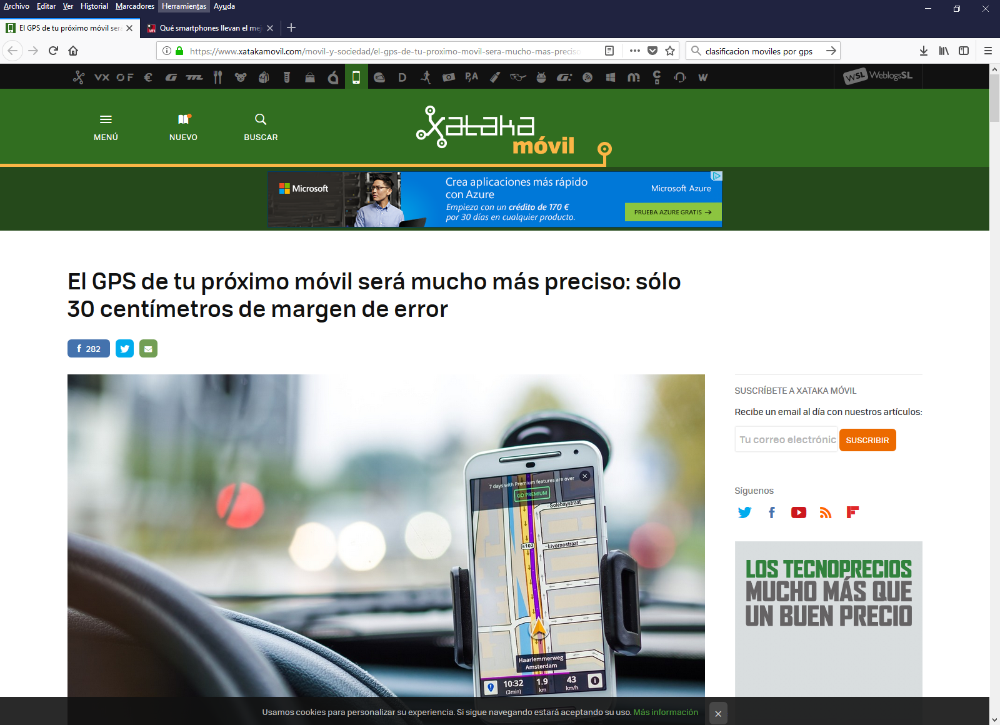 Archivo Editar Ver Historial Marcadores Herramientas Ayuda
El GPS de tu próximo móvil será
Qué smartphones llevan el mej
https://www.xatakamovil.com/movil-y-sociedad/el-gps-de-tu-proximo-movil-sera-mucho-mas-preciso
clasificacion moviles por gps
VX OF € G TTL D PyA G: m W
WSL WeblogsSL
MENÚ NUEVO BUSCAR
xataka
móvil
Microsoft
Crea aplicaciones más rápido
con Azure
Empieza con un crédito de 170 €
por 30 días en cualquier producto.
Microsoft Azure
PRUEBA AZURE GRATIS →
El GPS de tu próximo móvil será mucho más preciso: sólo
30 centímetros de margen de error
f 282
7 days with Premium features are over
GO PREMIUM
Solebaystraat
s103
Livornostraat
Haarlemmerweg
Amsterdam
10:32 1.9 43
(3min) km km/h
SUSCRÍBETE A XATAKA MÓVIL
Recibe un email al día con nuestros artículos:
Tu correo electrónic
SUSCRIBIR
Síguenos
LOS TECNOPRECIOS
MUCHO MÁS QUE
UN BUEN PRECIO
Usamos cookies para personalizar su experiencia. Si sigue navegando estará aceptando su uso. Más información